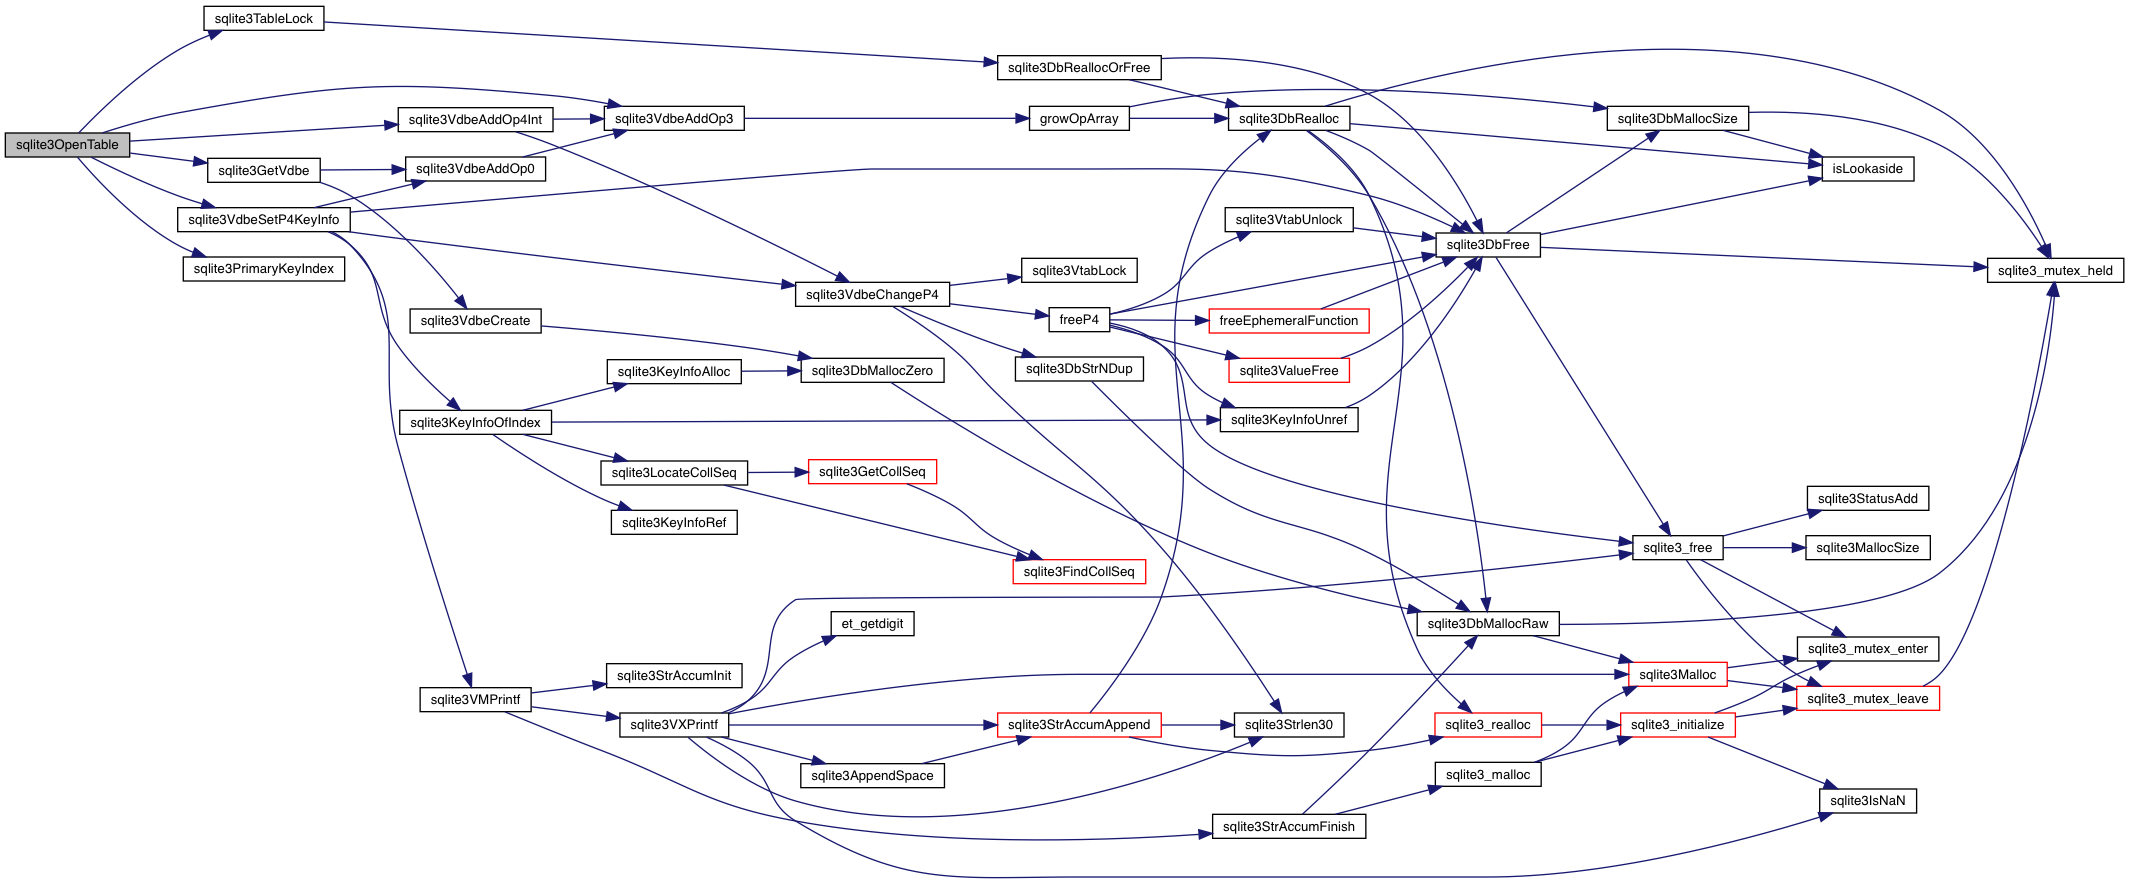 sqlite3OpenTable
sqlite3TableLock
sqlite3VdbeAddOp4Int
sqlite3GetVdbe
sqlite3VdbeSetP4KeyInfo
sqlite3PrimaryKeyIndex
sqlite3VdbeAddOp3
sqlite3VdbeAddOp0
sqlite3VdbeCreate
sqlite3KeyInfoOfIndex
sqlite3VMPrintf
sqlite3KeyInfoAlloc
sqlite3LocateCollSeq
sqlite3KeyInfoRef
sqlite3StrAccumInit
sqlite3VXPrintf
sqlite3VdbeChangeP4
sqlite3DbMallocZero
sqlite3GetCollSeq
et_getdigit
sqlite3AppendSpace
sqlite3DbReallocOrFree
growOpArray
sqlite3VtabLock
freeP4
sqlite3DbStrNDup
sqlite3FindCollSeq
sqlite3StrAccumAppend
sqlite3DbRealloc
sqlite3VtabUnlock
freeEphemeralFunction
sqlite3ValueFree
sqlite3KeyInfoUnref
sqlite3Strlen30
sqlite3StrAccumFinish
sqlite3DbFree
sqlite3DbMallocRaw
sqlite3_realloc
sqlite3_malloc
sqlite3DbMallocSize
sqlite3_free
sqlite3Malloc
sqlite3_initialize
isLookaside
sqlite3StatusAdd
sqlite3MallocSize
sqlite3_mutex_enter
sqlite3_mutex_leave
sqlite3IsNaN
sqlite3_mutex_held